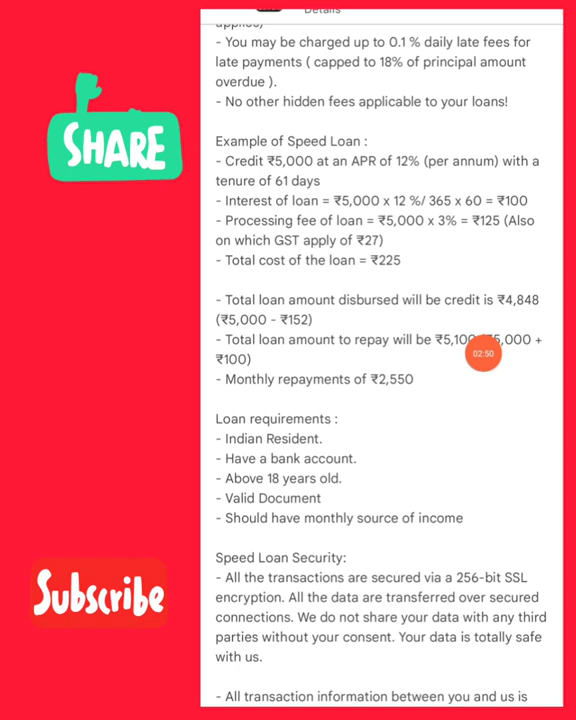 Details
applies)
- You may be charged up to 0.1 % daily late fees for
late payments ( capped to 18% of principal amount
overdue ).
- No other hidden fees applicable to your loans!
SHARE
Example of Speed Loan :
- Credit ₹5,000 at an APR of 12% (per annum) with a
tenure of 61 days
- Interest of loan = ₹5,000 x 12 %/ 365 x 60 = ₹100
- Processing fee of loan = ₹5,000 x 3% = ₹125 (Also
on which GST apply of ₹27)
- Total cost of the loan = ₹225
- Total loan amount disbursed will be credit is ₹4,848
(₹5,000 - ₹152)
- Total loan amount to repay will be ₹5,100 (₹5,000 +
02:50
₹100)
- Monthly repayments of ₹2,550
Loan requirements :
- Indian Resident.
- Have a bank account.
- Above 18 years old.
- Valid Document
- Should have monthly source of income
Speed Loan Security:
- All the transactions are secured via a 256-bit SSL
Subscribe
encryption. All the data are transferred over secured
connections. We do not share your data with any third
parties without your consent. Your data is totally safe
with us.
- All transaction information between you and us is